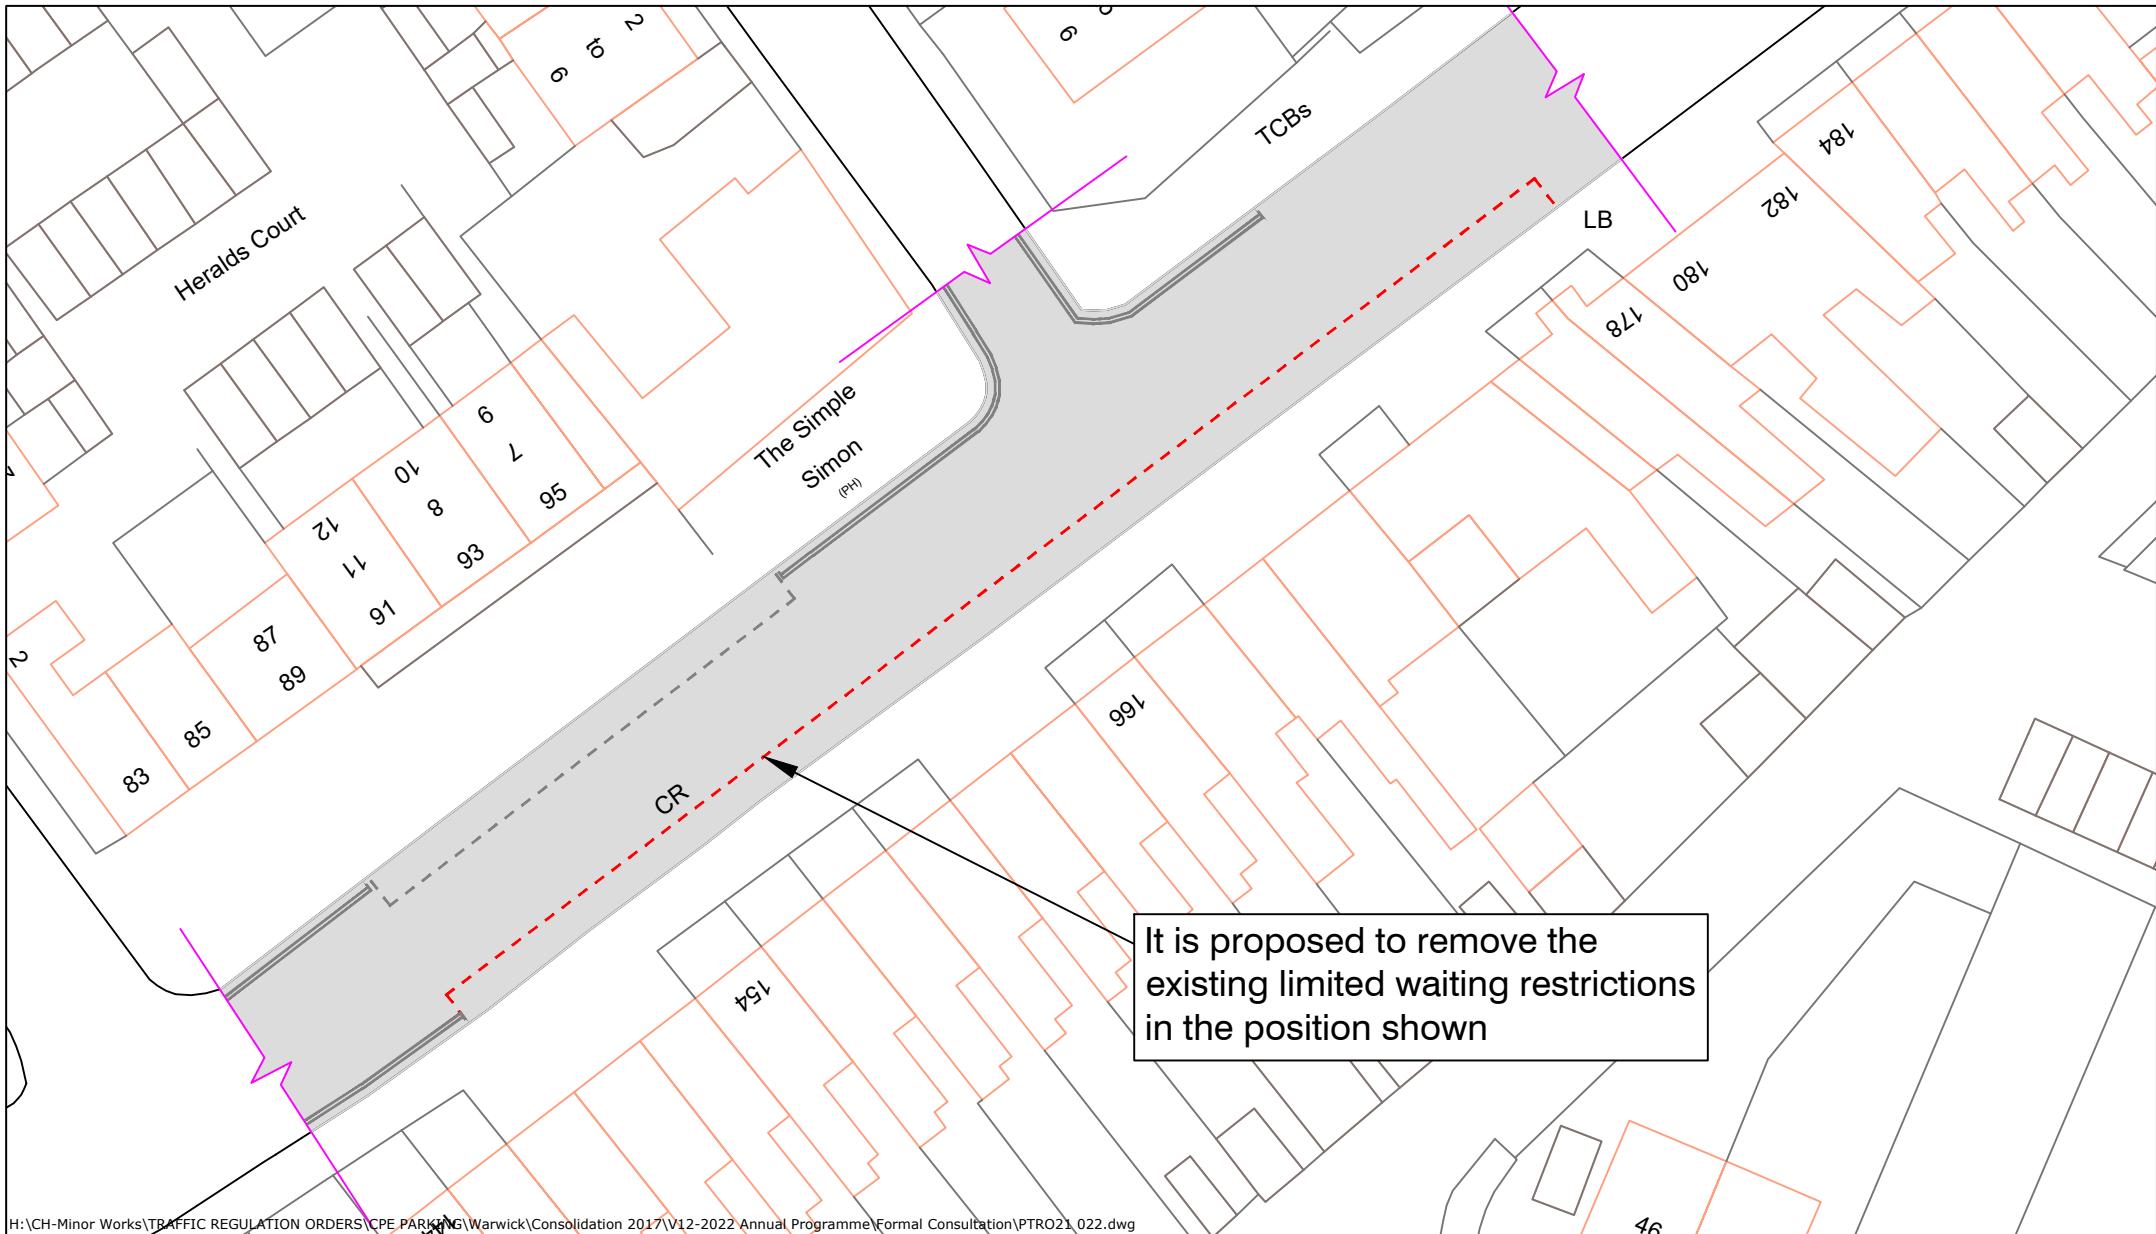 2
10
6
6
TCBs
184
182
LB
180
178
Heralds Court
The Simple
Simon
(PH)
9
7
95
10
8
93
12
11
91
87
89
85
83
2
166
CR
154
It is proposed to remove the
existing limited waiting restrictions
in the position shown
46
H:\CH-Minor Works\TRAFFIC REGULATION ORDERS\CPE PARKING\Warwick\Consolidation 2017\V12-2022 Annual Programme\Formal Consultation\PTRO21 022.dwg